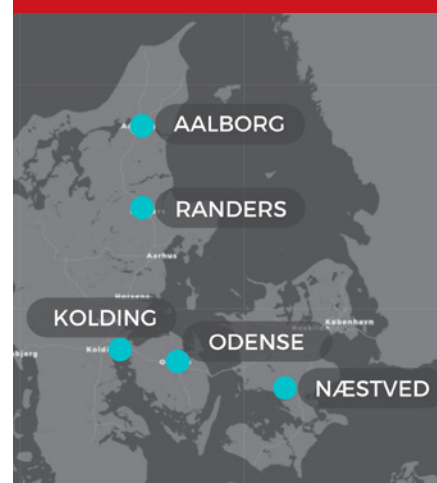 AALBORG
RANDERS
Aarhus
Horsens
KOLDING
København
ODENSE
NÆSTVED